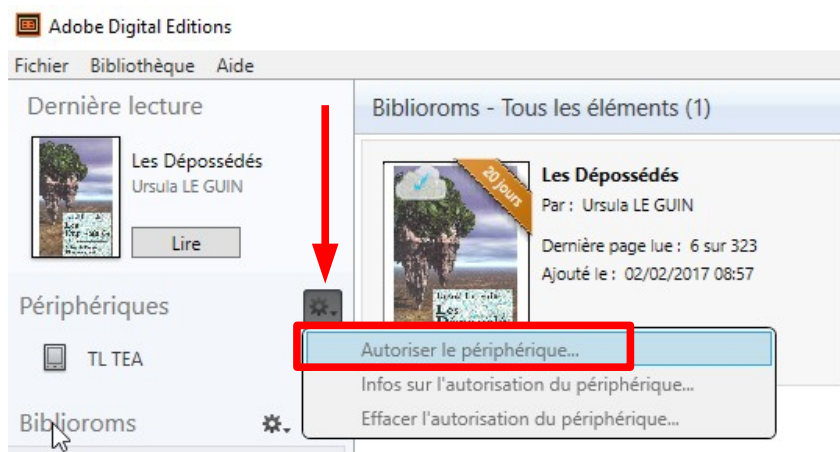 Adobe Digital Editions
Fichier Bibliothèque Aide
Dernière lecture
Les Dépossédés
Ursula LE GUIN
Lire
Périphériques
TL TEA
Biblioroms
Biblioroms - Tous les éléments (1)
20 jours
Les Dépossédés
Par : Ursula LE GUIN
Dernière page lue : 6 sur 323
Ajouté le : 02/02/2017 08:57
Autoriser le périphérique...
Infos sur l'autorisation du périphérique...
Effacer l'autorisation du périphérique...